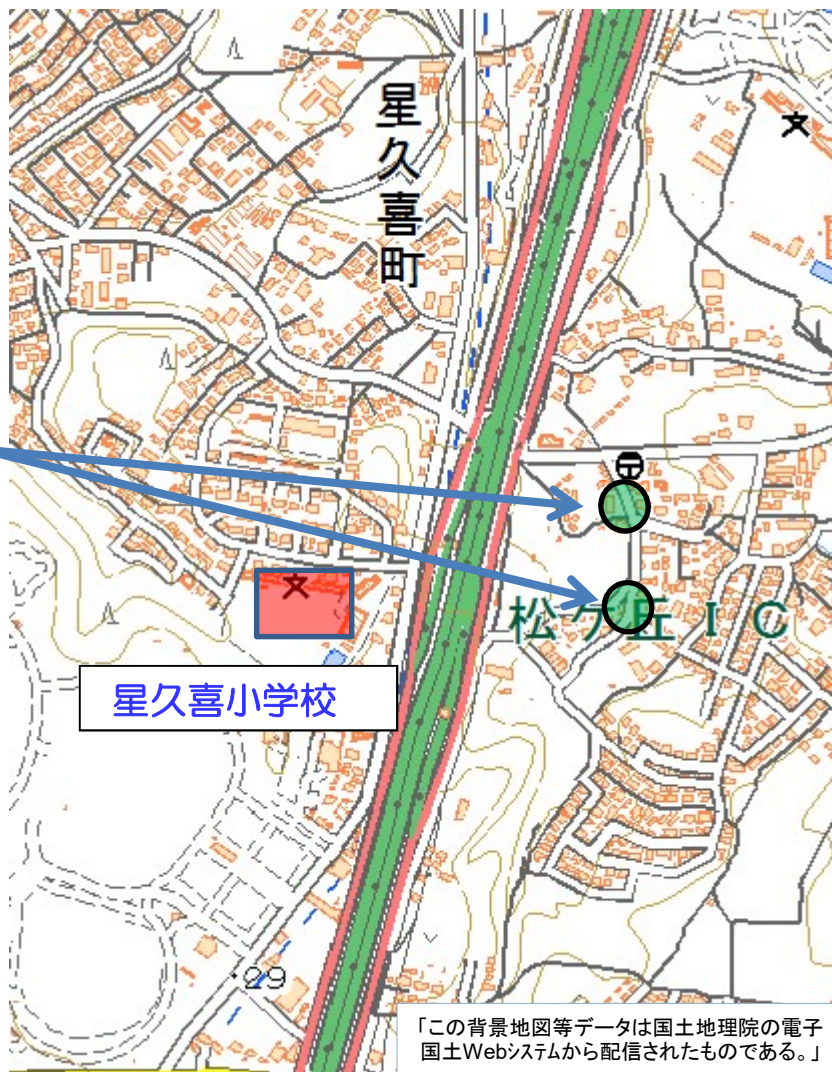 星久喜町
松ケ丘IC
星久喜小学校
・29
「この背景地図等データは国土地理院の電子
国土Webシステムから配信されたものである。」